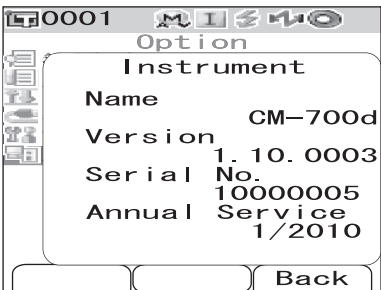 0001 M I
Option
Instrument
Name
CM-700d
Version
1.10.0003
Serial No.
10000005
Annual Service
1/2010
Back